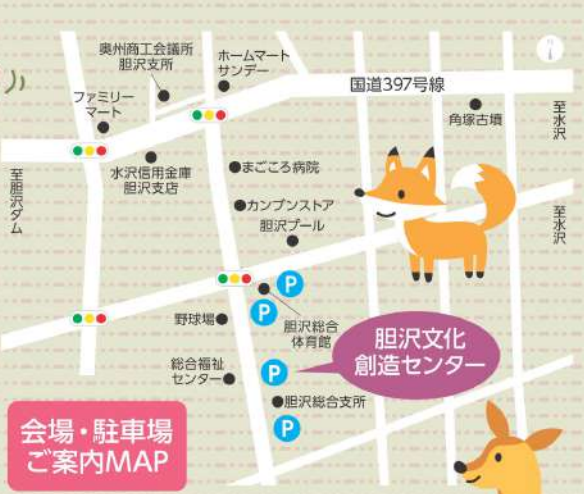 奥州商工会議所
胆沢支所
ホームマート
サンデー
国道397号線
ファミリー
マート
角塚古墳
至水沢
水沢信用金庫
胆沢支店
まごころ病院
至胆沢ダム
カンブンストア
至水沢
胆沢プール
P
P
野球場
胆沢総合
体育館
胆沢文化
創造センター
総合福祉
センター
P
胆沢総合支所
P
会場・駐車場
ご案内MAP